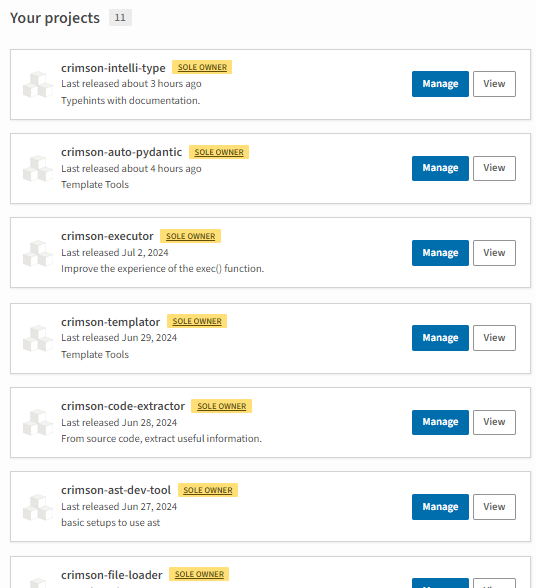 Your projects 11
crimson-intelli-type SOLE OWNER
Last released about 3 hours ago
Typehints with documentation.
Manage View
crimson-auto-pydantic SOLE OWNER
Last released about 4 hours ago
Template Tools
Manage View
crimson-executor SOLE OWNER
Last released Jul 2, 2024
Improve the experience of the exec() function.
Manage View
crimson-templator SOLE OWNER
Last released Jun 29, 2024
Template Tools
Manage View
crimson-code-extractor SOLE OWNER
Last released Jun 28, 2024
From source code, extract useful information.
Manage View
crimson-ast-dev-tool SOLE OWNER
Last released Jun 27, 2024
basic setups to use ast
Manage View
crimson-file-loader SOLE OWNER